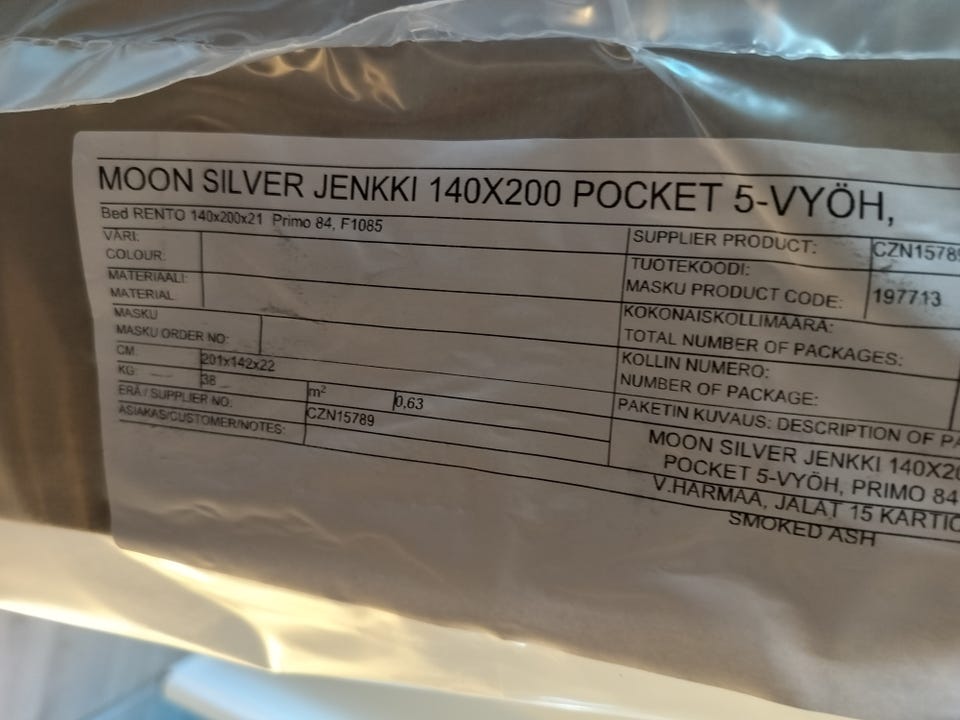 MOON SILVER JENKKI 140X200 POCKET 5-VYÖH,
Bed RENTO 140x200x21 Primo 84, F1085
VÄRI:
COLOUR:
MATERIAALI:
MATERIAL
MASKU
MASKU ORDER NO:
CM: 201x142x22
KG: 38
m² 0,63
ERÄ / SUPPLIER NO: CZN15789
ASIAKAS/CUSTOMER/NOTES:
SUPPLIER PRODUCT: CZN15789
TUOTEKOODI:
MASKU PRODUCT CODE: 197713
KOKONAISKOLLIMÄÄRÄ:
TOTAL NUMBER OF PACKAGES:
KOLLIN NUMERO:
NUMBER OF PACKAGE:
PAKETIN KUVAUS: DESCRIPTION OF PA
MOON SILVER JENKKI 140X20
POCKET 5-VYÖH, PRIMO 84
V.HARMAA, JALAT 15 KARTIO
SMOKED ASH